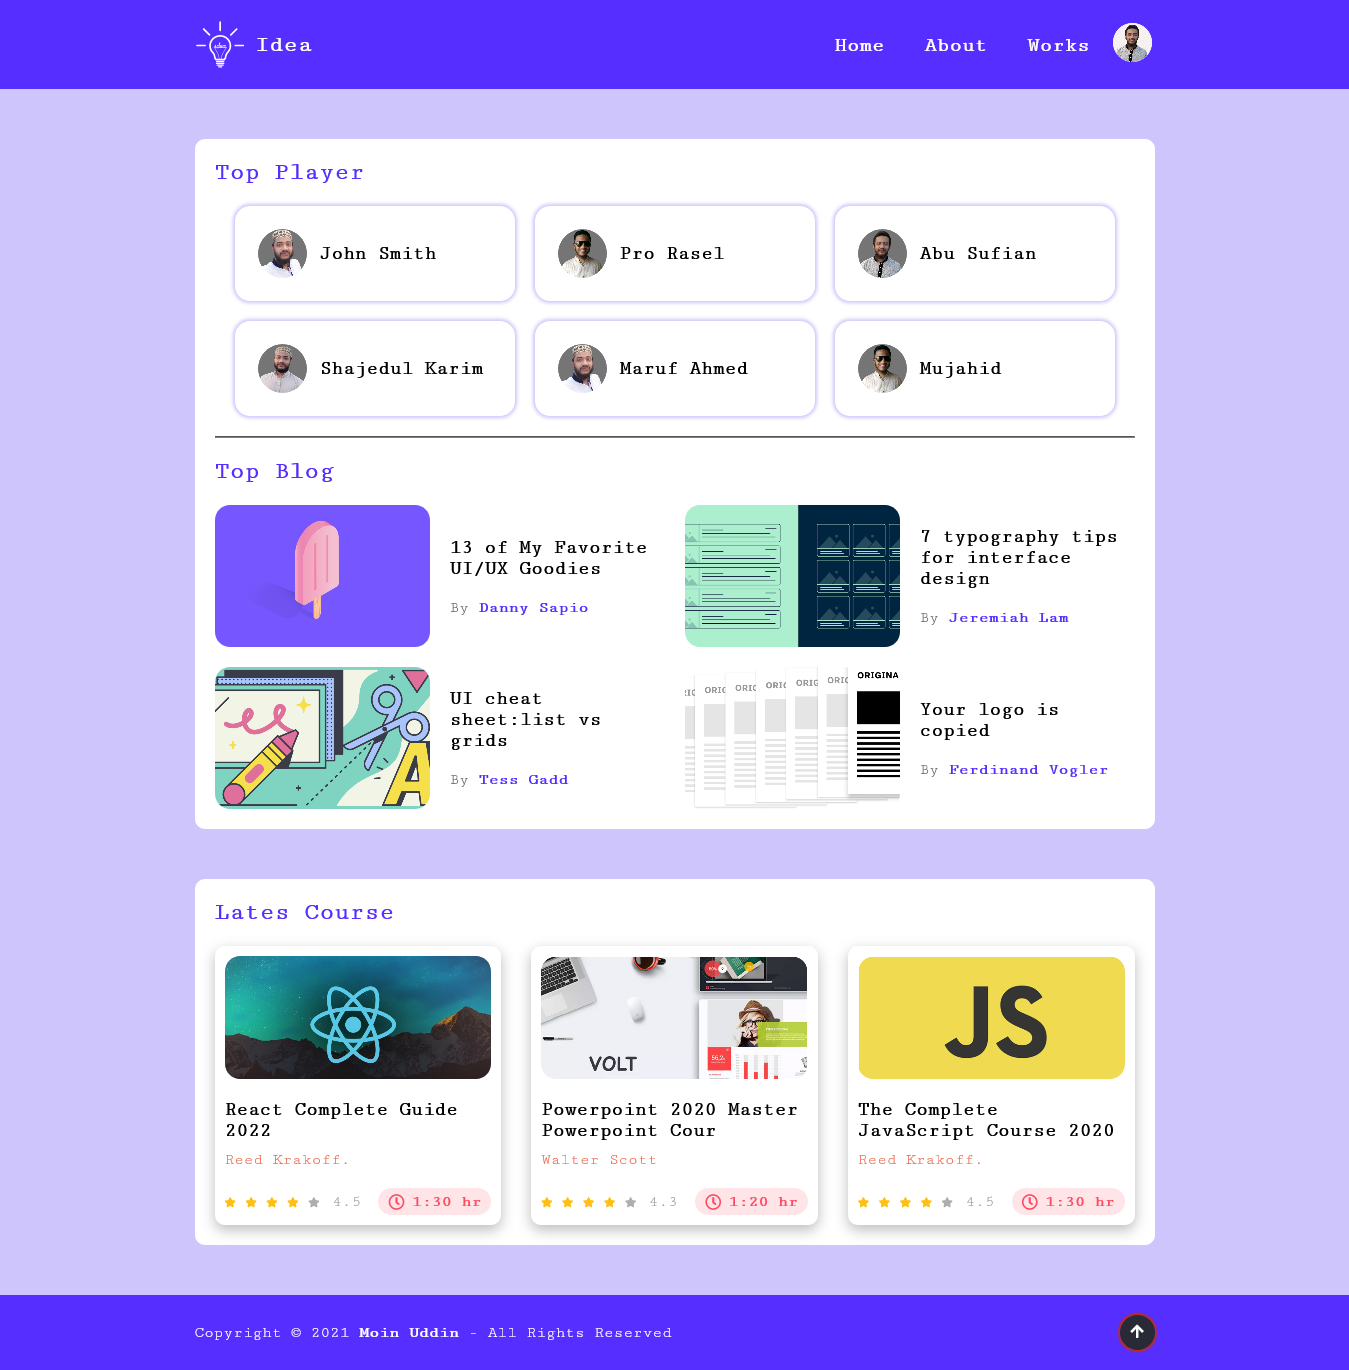 Idea
Home About Works
Top Player
John Smith
Pro Rasel
Abu Sufian
Shajedul Karim
Maruf Ahmed
Mujahid
Top Blog
13 of My Favorite
UI/UX Goodies
By Danny Sapio
7 typography tips
for interface
design
By Jeremiah Lam
UI cheat
sheet:list vs
grids
By Tess Gadd
A
ORIGINA
Your logo is
copied
By Ferdinand Vogler
Lates Course
React Complete Guide
2022
Reed Krakoff.
4.5 1:30 hr
VOLT
56,2k
Powerpoint 2020 Master
Powerpoint Cour
Walter Scott
4.3 1:20 hr
JS
The Complete
JavaScript Course 2020
Reed Krakoff.
4.5 1:30 hr
Copyright © 2021 Moin Uddin - All Rights Reserved